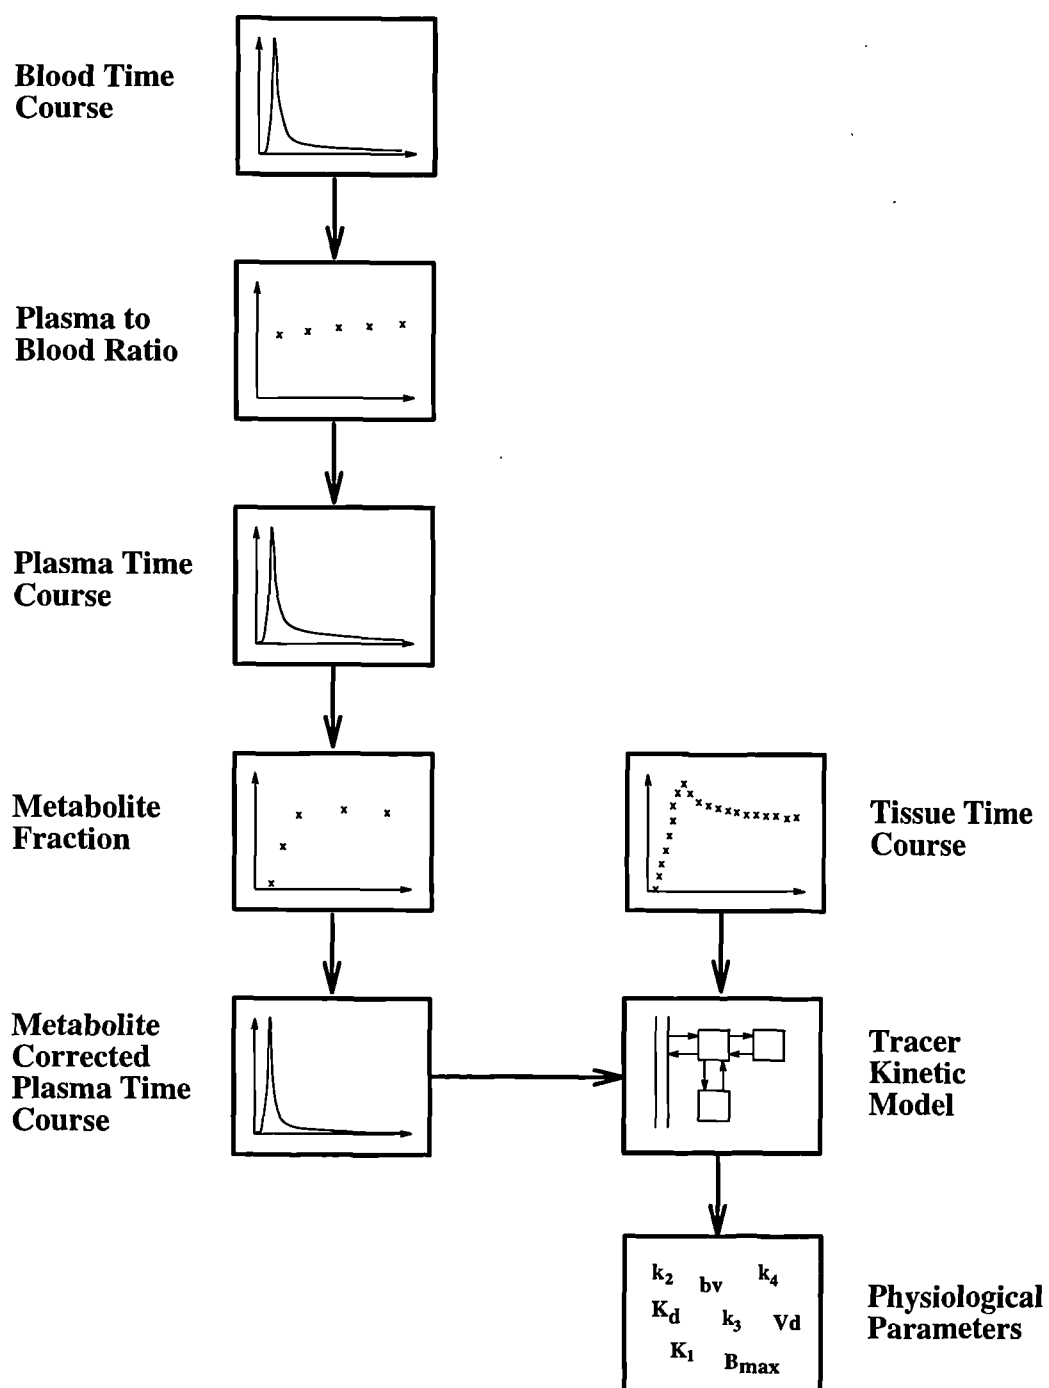 Blood Time
Course
Plasma to
Blood Ratio
Plasma Time
Course
Metabolite
Fraction
Tissue Time
Course
Metabolite
Corrected
Plasma Time
Course
Tracer
Kinetic
Model
k2 bv k4
Kd k3 Vd
K1 Bmax
Physiological
Parameters